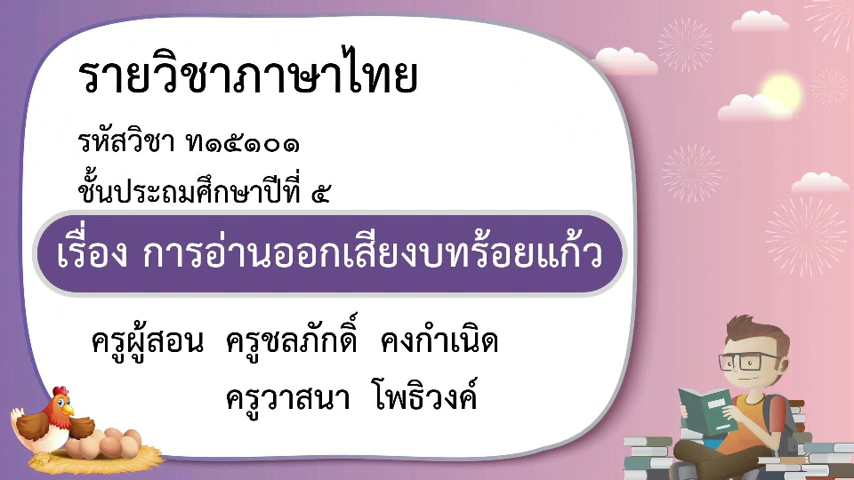 รายวิชาภาษาไทย
รหัสวิชา ท๑๕๑๐๑
ชั้นประถมศึกษาปีที่ ๕
เรื่อง การอ่านออกเสียงบทร้อยแก้ว
ครูผู้สอน ครูชลภักดิ์ คงกำเนิด
ครูวาสนา โพธิวงค์